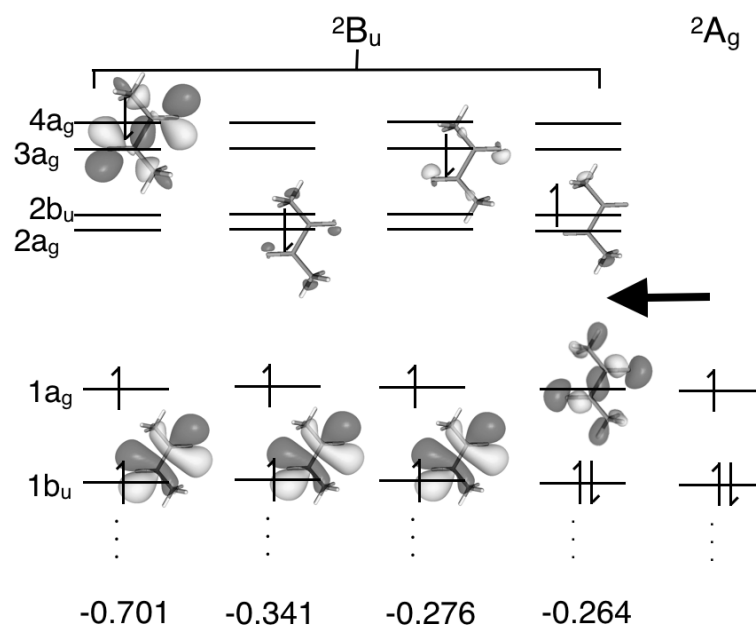 ²Bᵤ ²A_g
4a_g
3a_g
2bᵤ
2a_g
1a_g
1bᵤ
-0.701 -0.341 -0.276 -0.264